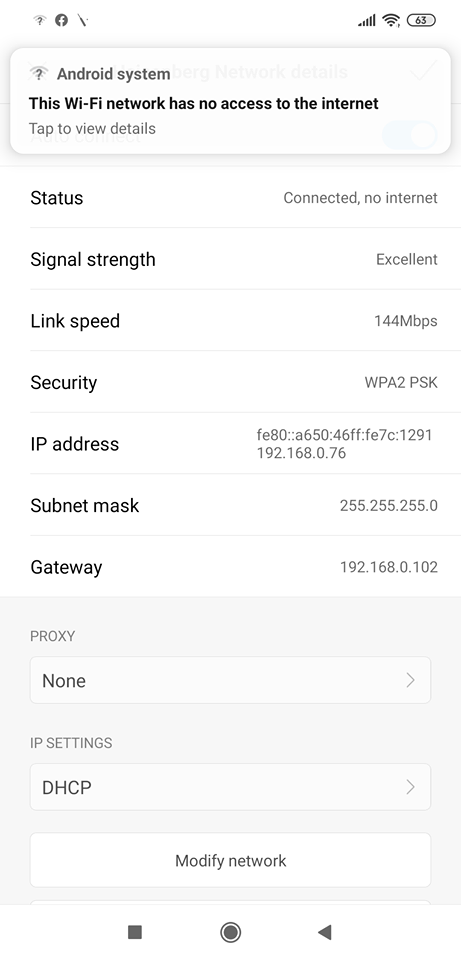 63
Android system
berg Network details
This Wi-Fi network has no access to the internet
Tap to view details
Auto connect
Status
Connected, no internet
Signal strength
Excellent
Link speed
144Mbps
Security
WPA2 PSK
IP address
fe80::a650:46ff:fe7c:1291
192.168.0.76
Subnet mask
255.255.255.0
Gateway
192.168.0.102
PROXY
None
IP SETTINGS
DHCP
Modify network